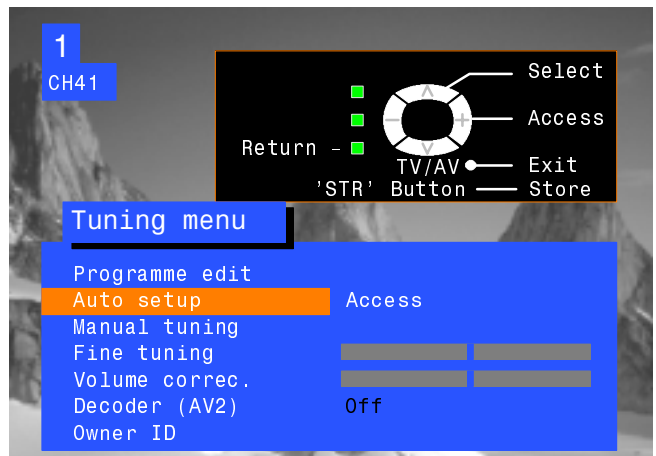 1
CH41
Select
Access
Return –
TV/AV Exit
'STR' Button Store
Tuning menu
Programme edit
Auto setup Access
Manual tuning
Fine tuning
Volume correc.
Decoder (AV2) Off
Owner ID